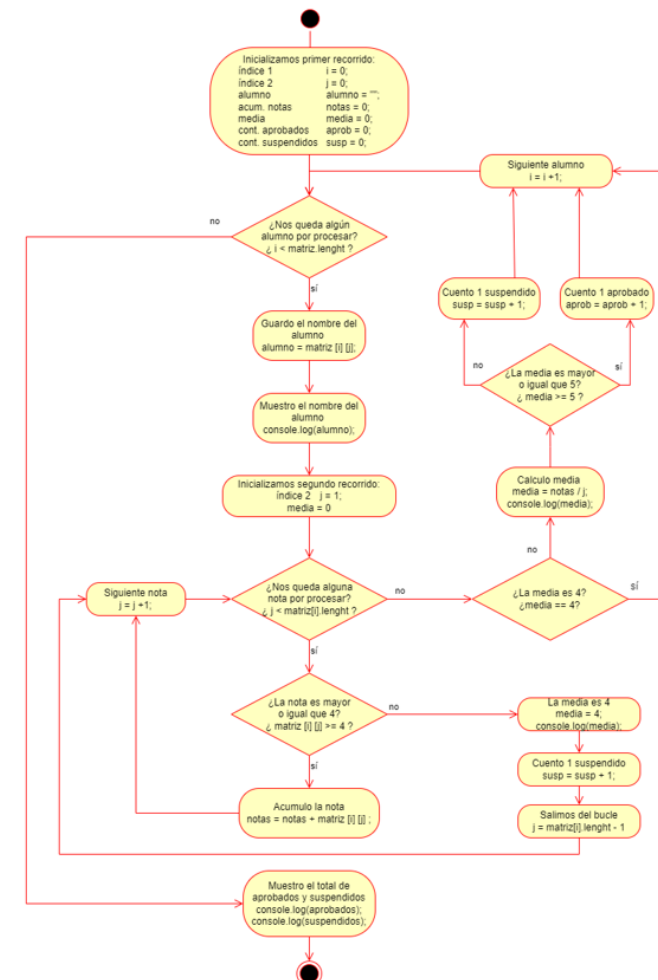 Inicializamos primer recorrido:
índice 1 i = 0;
índice 2 j = 0;
alumno alumno = "";
acum. notas notas = 0;
media media = 0;
cont. aprobados aprob = 0;
cont. suspendidos susp = 0;
Siguiente alumno
i = i +1;
no
¿Nos queda algún
alumno por procesar?
¿ i < matriz.lenght ?
sí
Cuento 1 suspendido
susp = susp + 1;
Cuento 1 aprobado
aprob = aprob + 1;
Guardo el nombre del
alumno
alumno = matriz [i] [j];
no
¿La media es mayor
o igual que 5?
¿ media >= 5 ?
sí
Muestro el nombre del
alumno
console.log(alumno);
Inicializamos segundo recorrido:
índice 2 j = 1;
media = 0
Calculo media
media = notas / j;
console.log(media);
no
Siguiente nota
j = j +1;
¿Nos queda alguna
nota por procesar?
¿ j < matriz[i].lenght ?
no
¿La media es 4?
¿media == 4?
sí
sí
¿La nota es mayor
o igual que 4?
¿ matriz [i] [j] >= 4 ?
no
La media es 4
media = 4;
console.log(media);
sí
Cuento 1 suspendido
susp = susp + 1;
Acumulo la nota
notas = notas + matriz [i] [j] ;
Salimos del bucle
j = matriz[i].lenght - 1
Muestro el total de
aprobados y suspendidos
console.log(aprobados);
console.log(suspendidos);